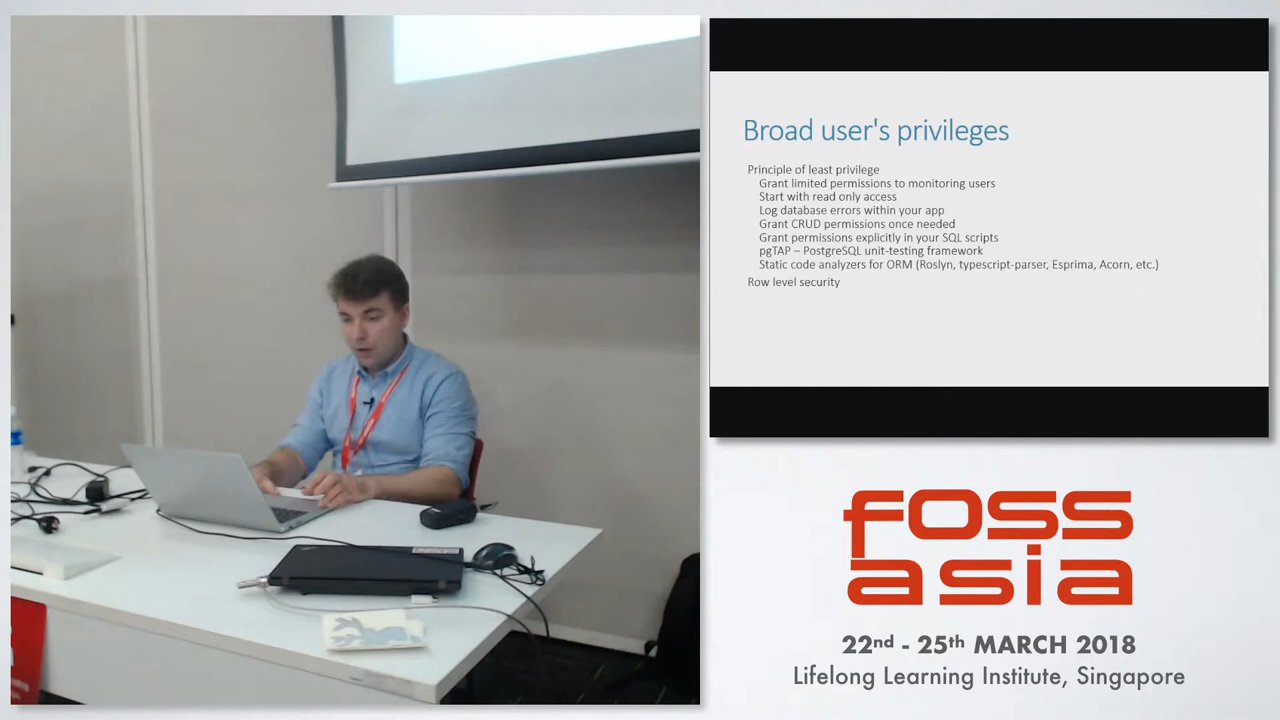 Broad user's privileges
Principle of least privilege
Grant limited permissions to monitoring users
Start with read only access
Log database errors within your app
Grant CRUD permissions once needed
Grant permissions explicitly in your SQL scripts
pgTAP – PostgreSQL unit-testing framework
Static code analyzers for ORM (Roslyn, typescript-parser, Esprima, Acorn, etc.)
Row level security
foss
asia
22nd - 25th MARCH 2018
Lifelong Learning Institute, Singapore